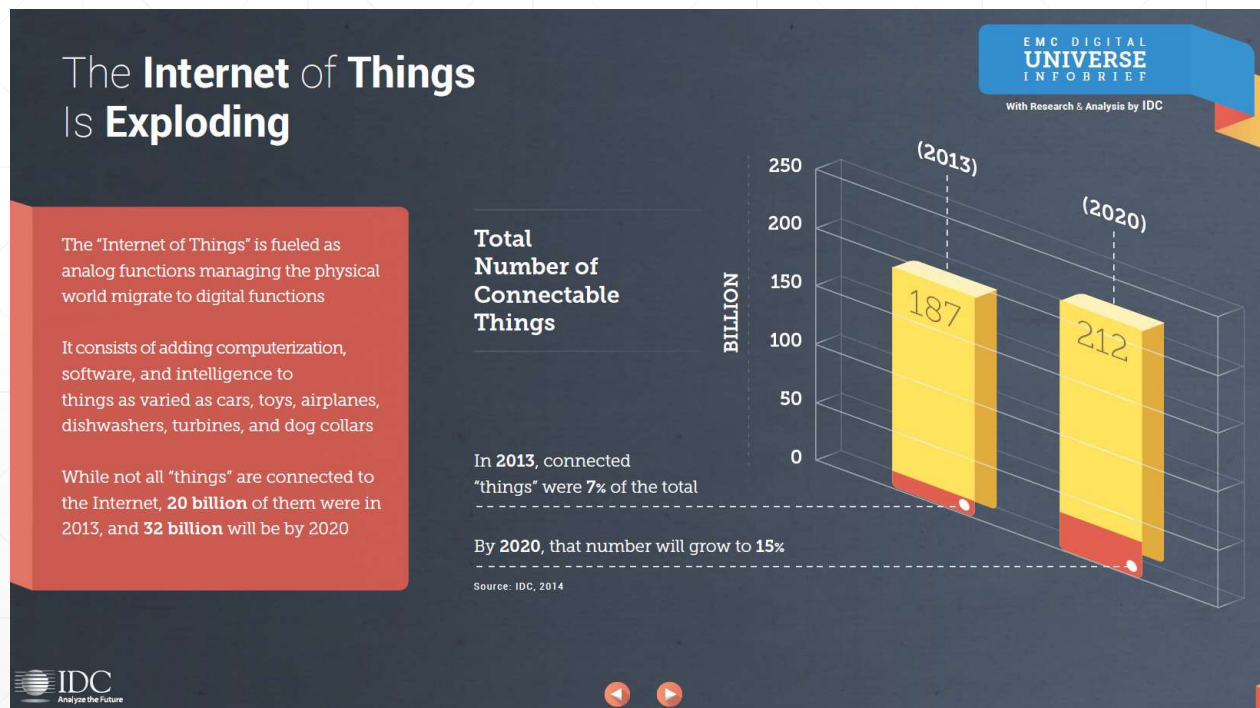 The Internet of Things
Is Exploding
EMC DIGITAL
UNIVERSE
INFOBRIEF
With Research & Analysis by IDC
The "Internet of Things" is fueled as
analog functions managing the physical
world migrate to digital functions
It consists of adding computerization,
software, and intelligence to
things as varied as cars, toys, airplanes,
dishwashers, turbines, and dog collars
While not all "things" are connected to
the Internet, 20 billion of them were in
2013, and 32 billion will be by 2020
Total
Number of
Connectable
Things
In 2013, connected
"things" were 7% of the total
By 2020, that number will grow to 15%
Source: IDC, 2014
BILLION
250
200
150
100
50
0
(2013)
(2020)
187
212
IDC
Analyze the Future